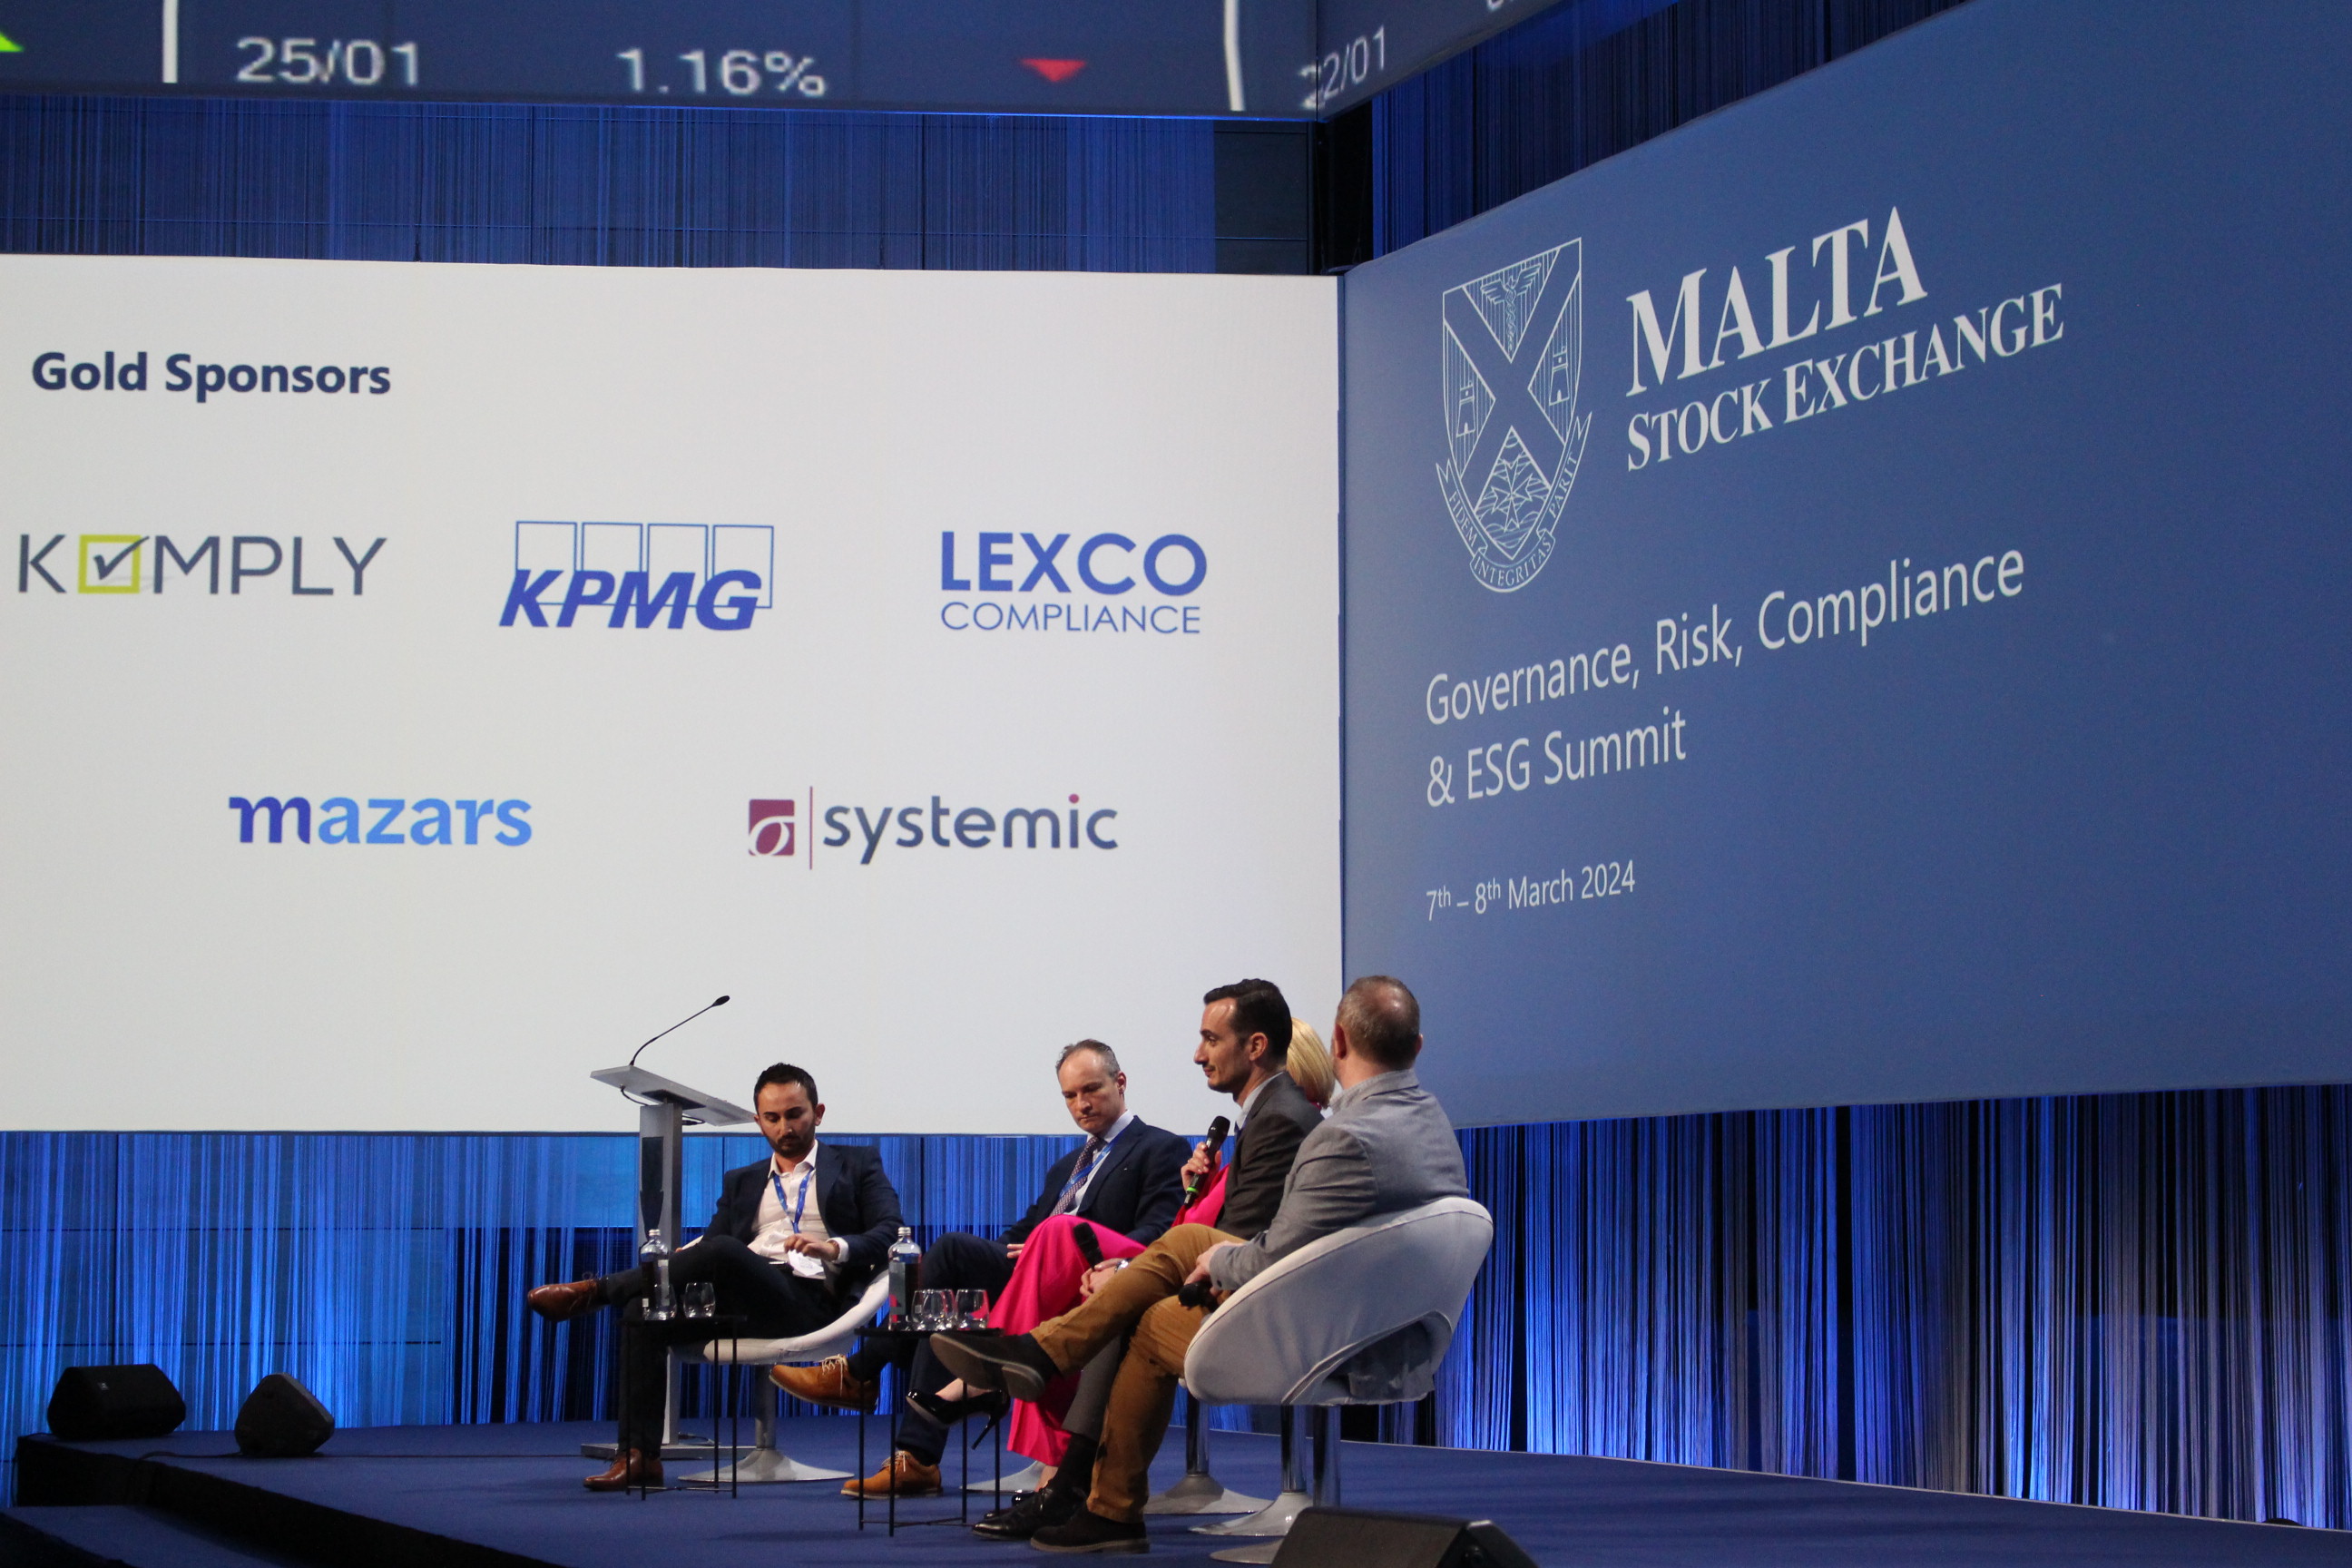 25/01 1.16% 22/01
Gold Sponsors
KOMPLY
KPMG
LEXCO
COMPLIANCE
mazars
systemic
MALTA
STOCK EXCHANGE
FIDEM INTEGRITAS PARIT
Governance, Risk, Compliance
& ESG Summit
7th – 8th March 2024